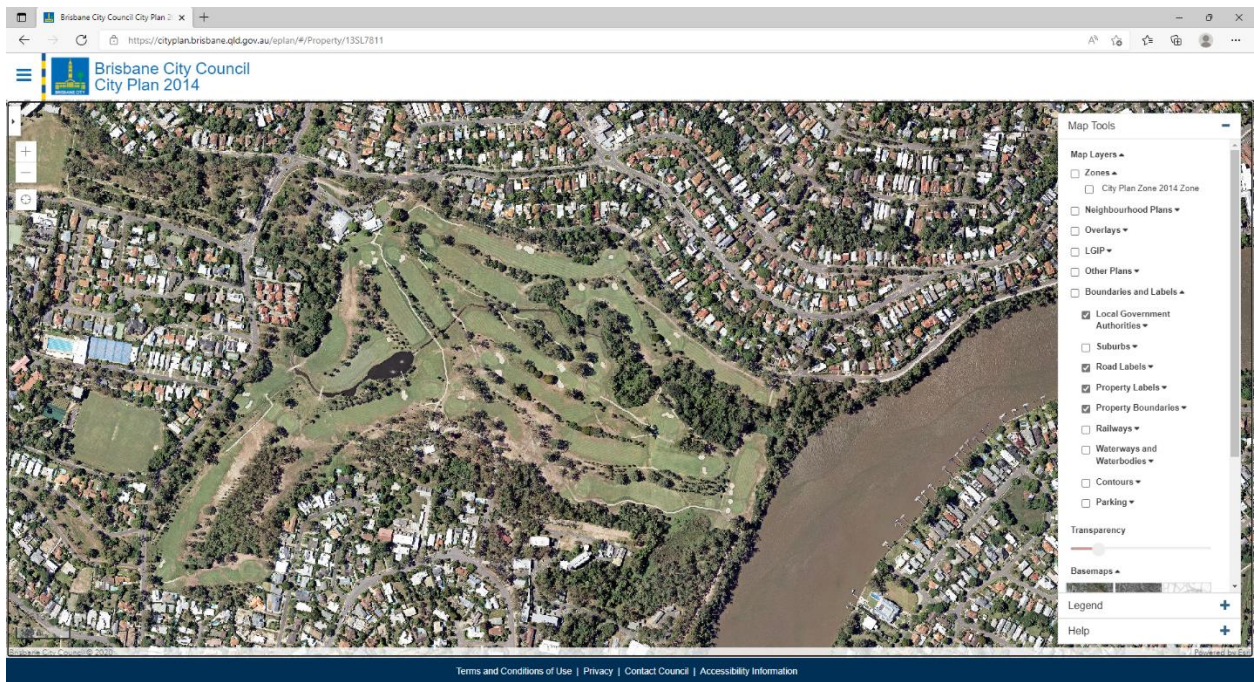 Brisbane City Council City Plan 2
https://cityplan.brisbane.qld.gov.au/eplan/#/Property/13SL7811
BRISBANE CITY
Brisbane City Council
City Plan 2014
Map Tools
Map Layers
Zones
City Plan Zone 2014 Zone
Neighbourhood Plans
Overlays
LGIP
Other Plans
Boundaries and Labels
Local Government
Authorities
Suburbs
Road Labels
Property Labels
Property Boundaries
Railways
Waterways and
Waterbodies
Contours
Parking
Transparency
Basemaps
Legend
Help
Brisbane City Council © 2020
Powered by Esri
Terms and Conditions of Use | Privacy | Contact Council | Accessibility Information